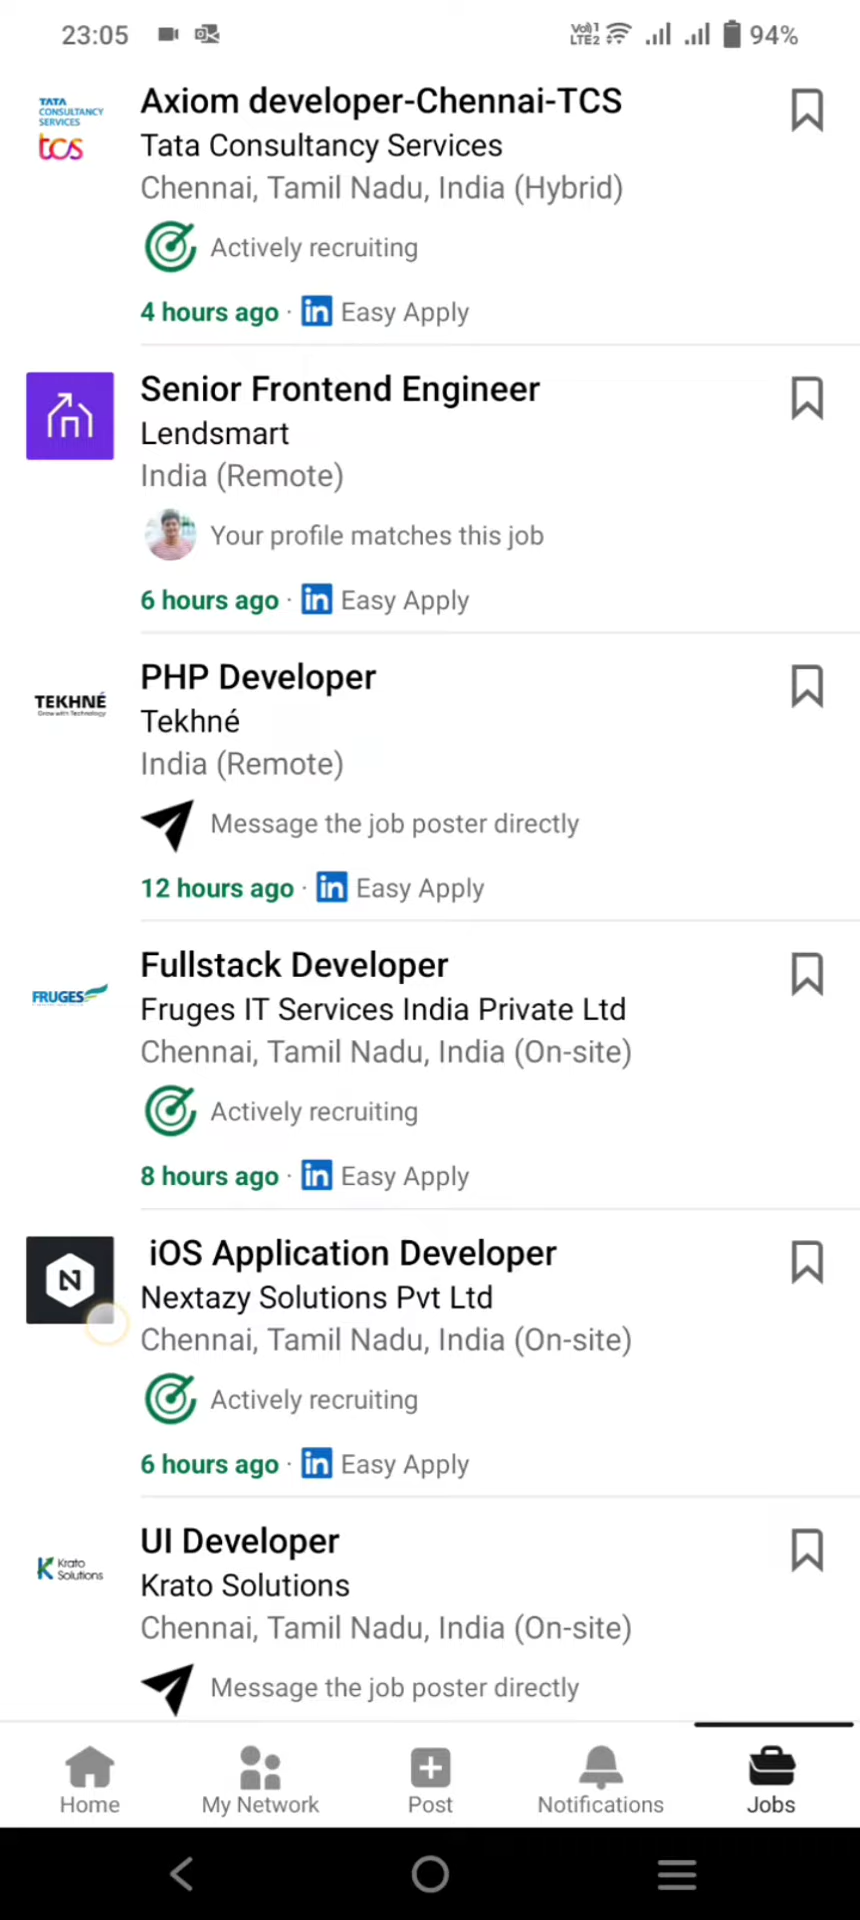 23:05
Vo) 1
LTE2
94%
TATA
CONSULTANCY
SERVICES
tcs
Axiom developer-Chennai-TCS
Tata Consultancy Services
Chennai, Tamil Nadu, India (Hybrid)
Actively recruiting
4 hours ago · in Easy Apply
Senior Frontend Engineer
Lendsmart
India (Remote)
Your profile matches this job
6 hours ago · in Easy Apply
TEKHNÉ
Grow with Technology
PHP Developer
Tekhné
India (Remote)
Message the job poster directly
12 hours ago · in Easy Apply
FRUGES
Fullstack Developer
Fruges IT Services India Private Ltd
Chennai, Tamil Nadu, India (On-site)
Actively recruiting
8 hours ago · in Easy Apply
N
iOS Application Developer
Nextazy Solutions Pvt Ltd
Chennai, Tamil Nadu, India (On-site)
Actively recruiting
6 hours ago · in Easy Apply
Krato
Solutions
UI Developer
Krato Solutions
Chennai, Tamil Nadu, India (On-site)
Message the job poster directly
Home
My Network
Post
Notifications
Jobs